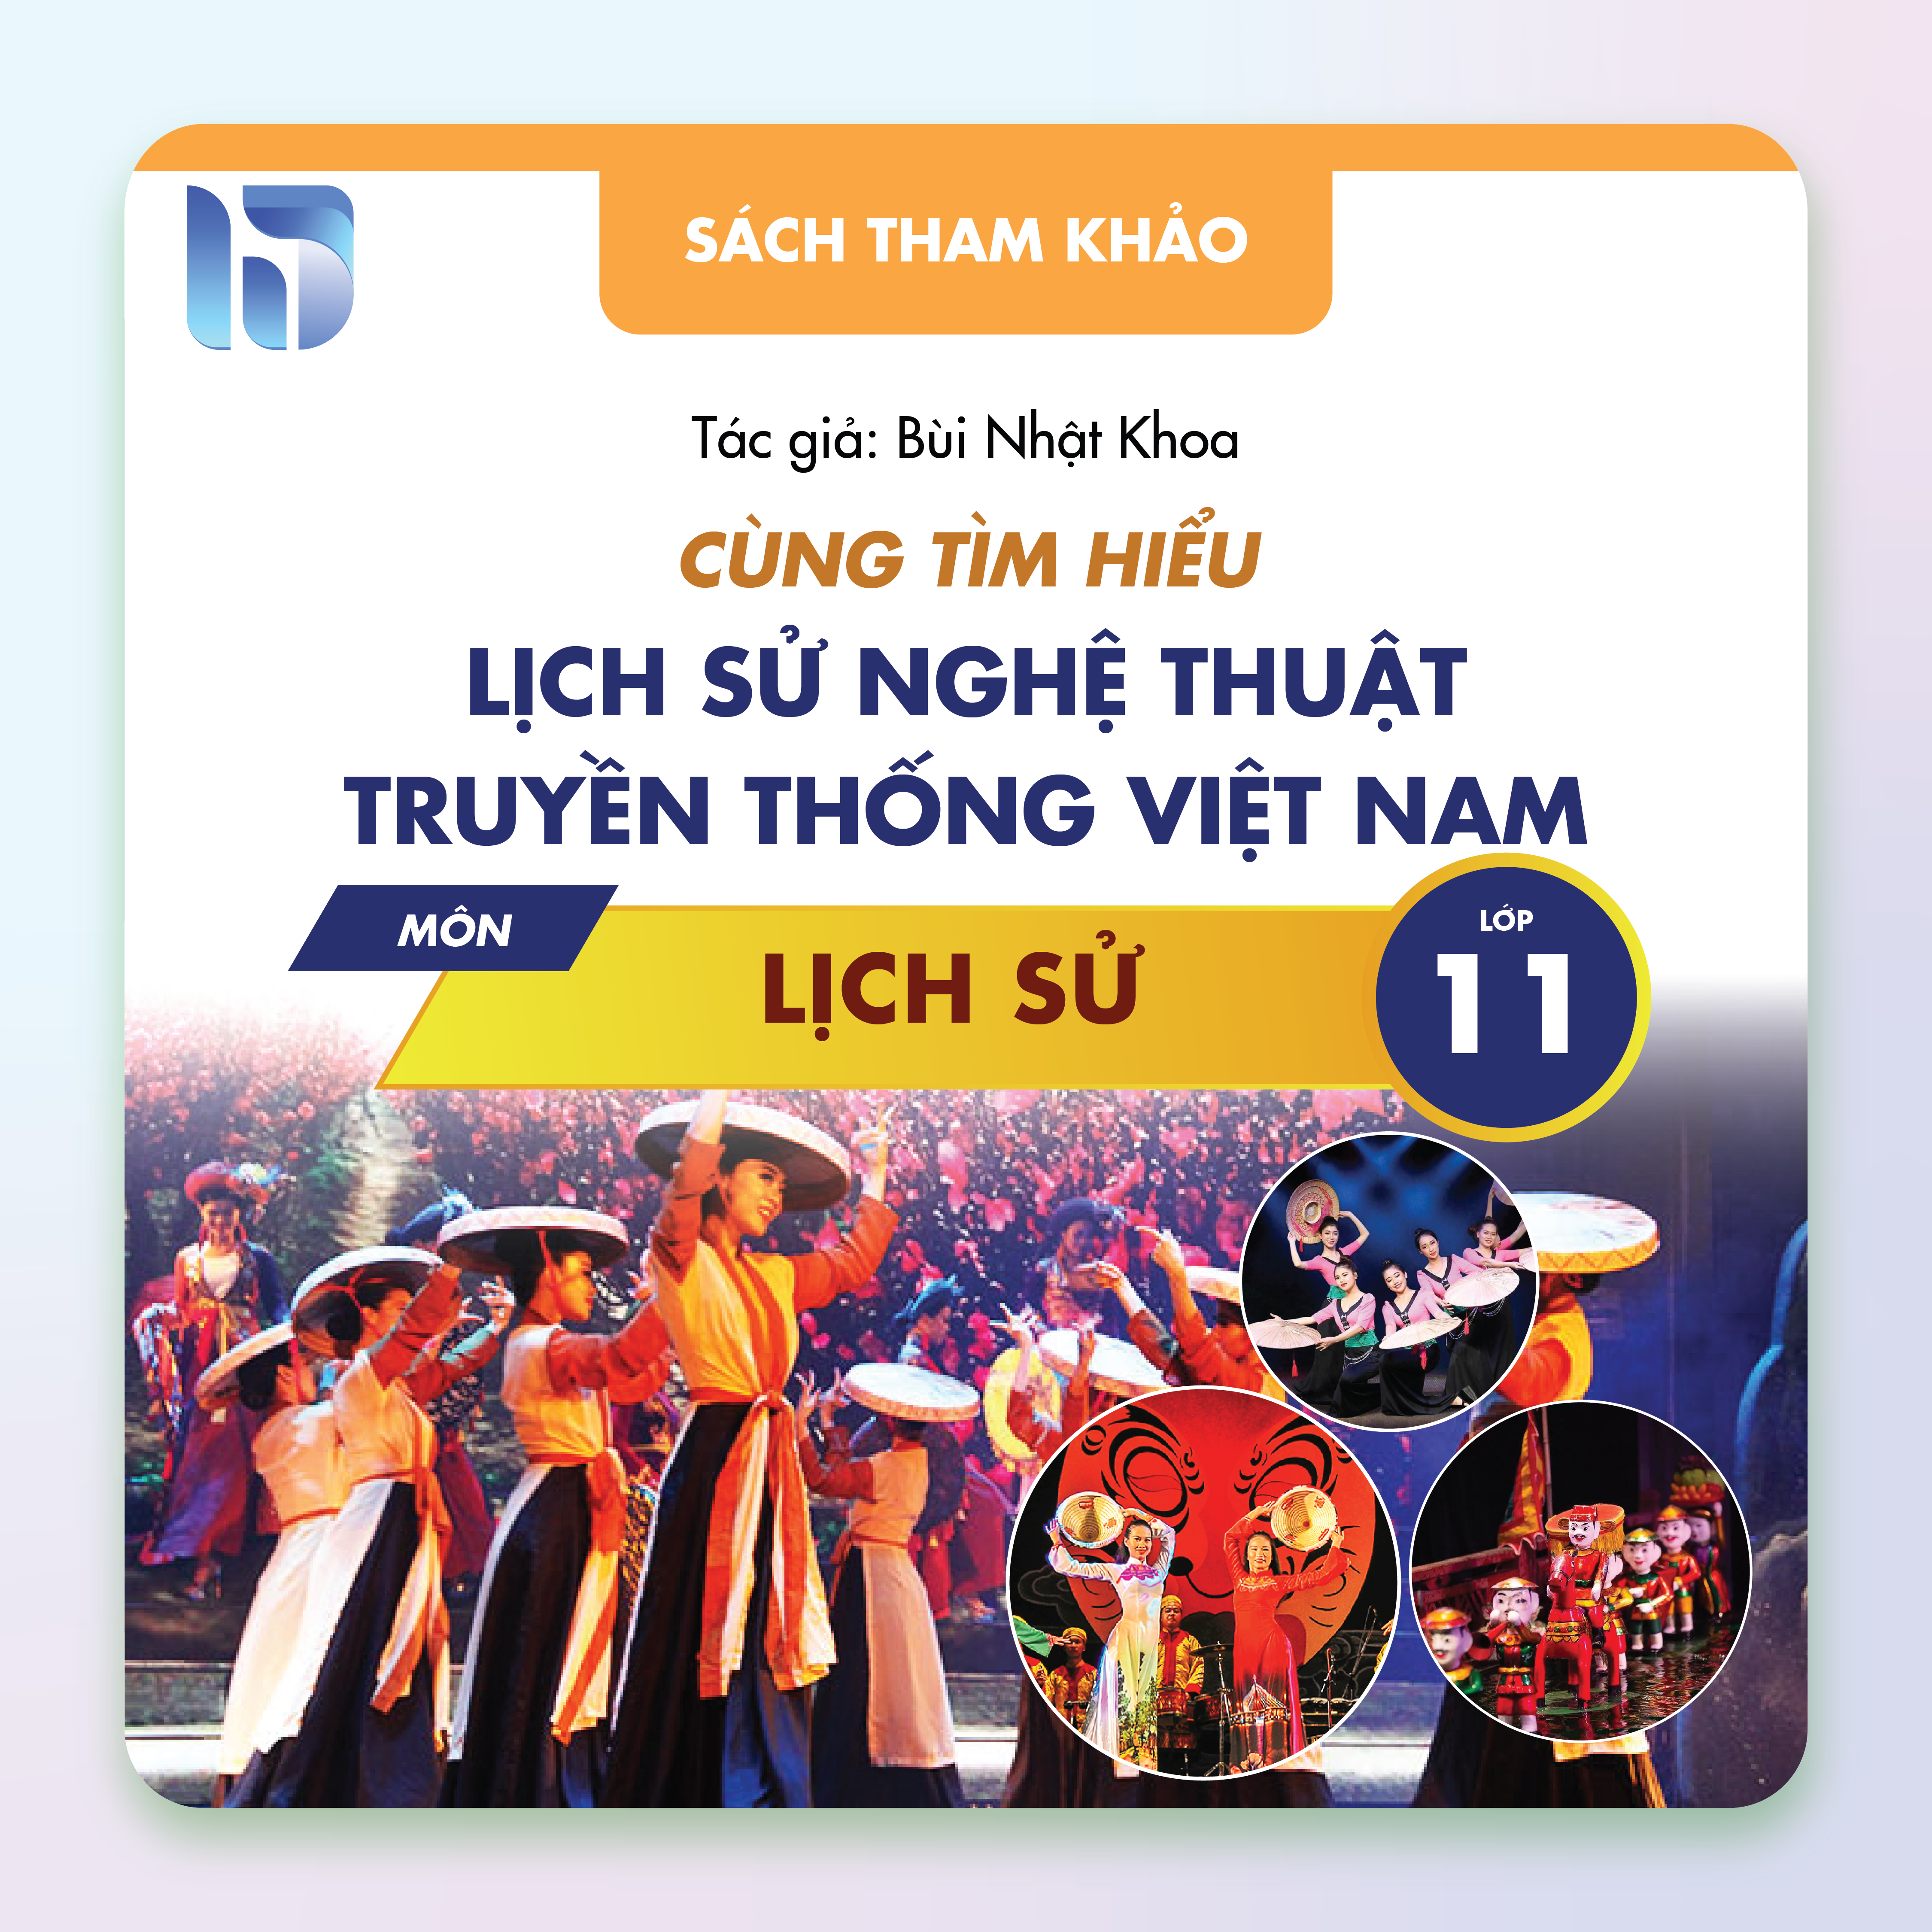 SÁCH THAM KHẢO
Tác giả: Bùi Nhật Khoa
CÙNG TÌM HIỂU
LỊCH SỬ NGHỆ THUẬT
TRUYỀN THỐNG VIỆT NAM
MÔN
LỊCH SỬ
LỚP
11